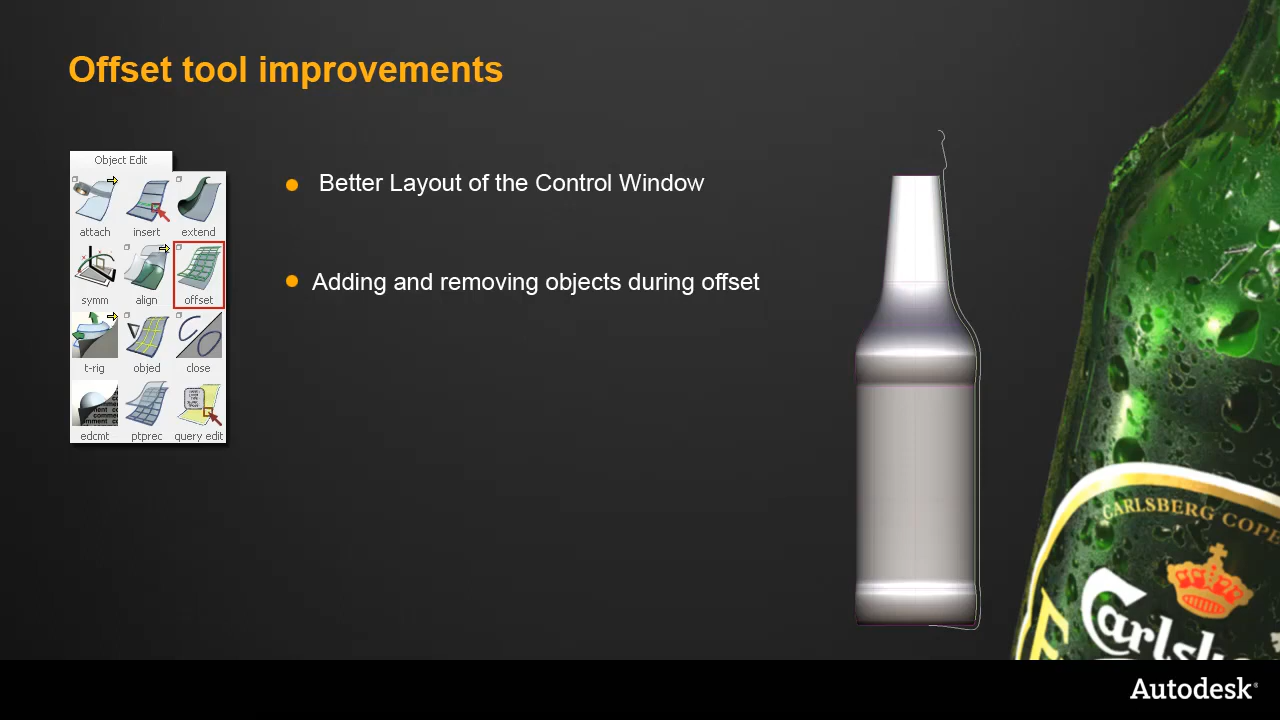 Offset tool improvements
Object Edit
attach insert extend
symm align offset
t-rig objed close
edcmt ptprec query edit
Better Layout of the Control Window
Adding and removing objects during offset
CARLSBERG COPE
Carlsb
Autodesk®